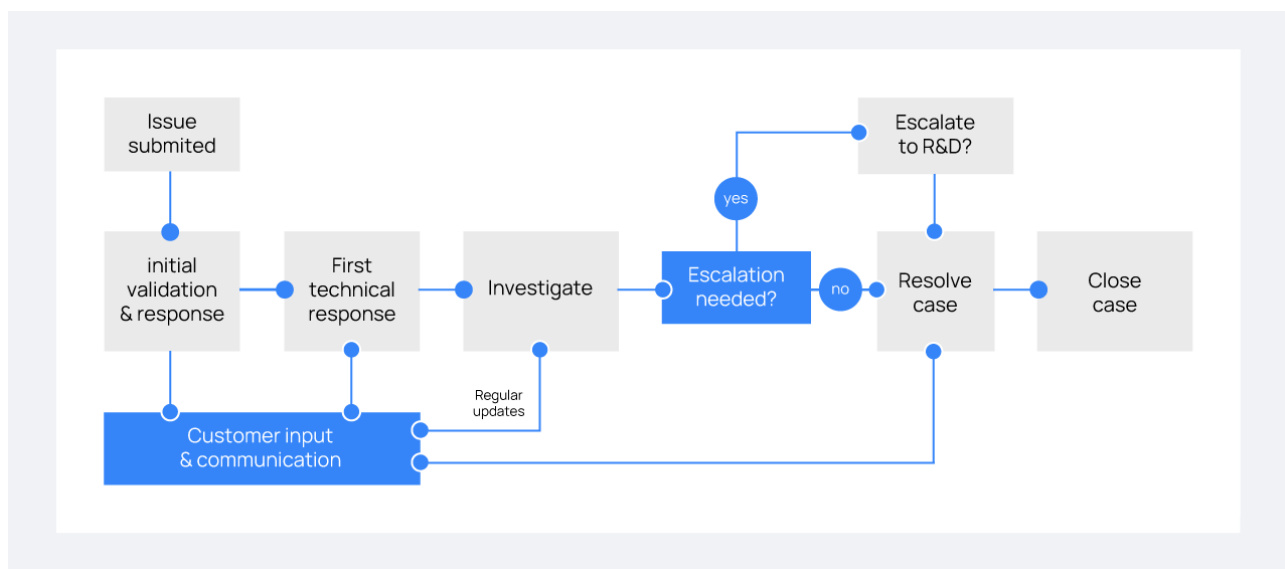 Issue
submited
Escalate
to R&D?
yes
initial
validation
& response
First
technical
response
Investigate
Escalation
needed?
no
Resolve
case
Close
case
Regular
updates
Customer input
& communication